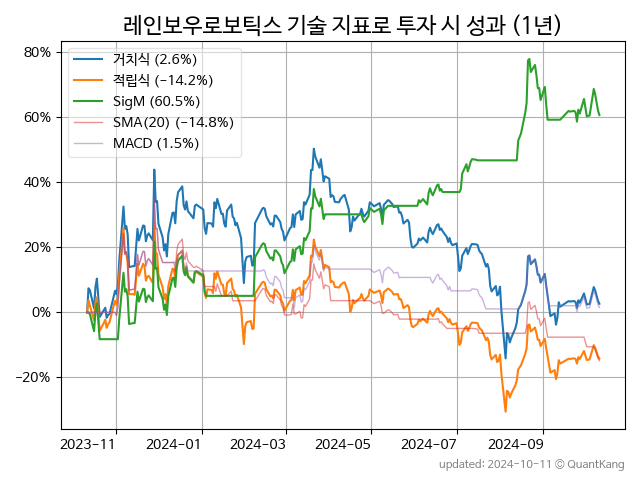 레인보우로보틱스 기술 지표로 투자 시 성과 (1년)
거치식 (2.6%)
적립식 (−14.2%)
SigM (60.5%)
SMA(20) (−14.8%)
MACD (1.5%)
80%
60%
40%
20%
0%
−20%
2023-11 2024-01 2024-03 2024-05 2024-07 2024-09
updated: 2024-10-11 © QuantKang